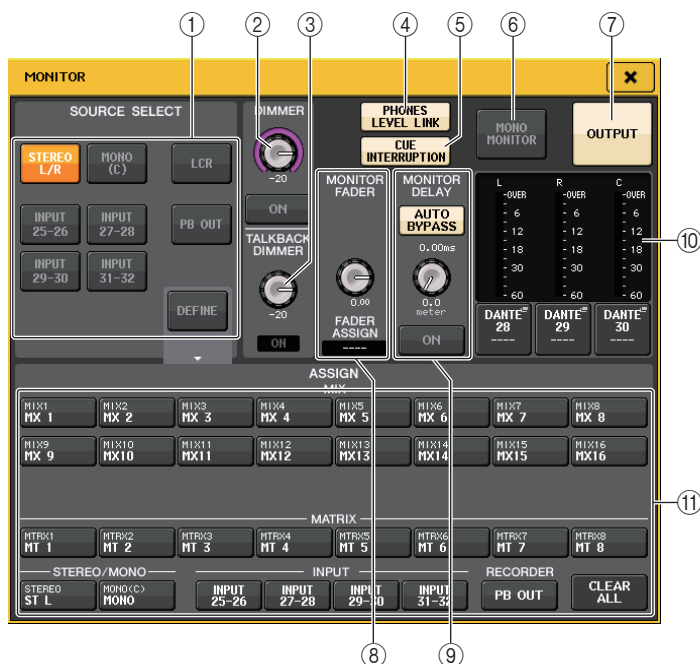 ① ② ③ ④ ⑤ ⑥ ⑦
MONITOR
SOURCE SELECT
STEREO L/R
MONO (C)
LCR
INPUT 25-26
INPUT 27-28
PB OUT
INPUT 29-30
INPUT 31-32
DEFINE
DIMMER
-20
ON
TALKBACK DIMMER
-20
ON
PHONES LEVEL LINK
CUE INTERRUPTION
MONO MONITOR
OUTPUT
MONITOR FADER
0.00
FADER ASSIGN
----
MONITOR DELAY
AUTO BYPASS
0.00ms
0.0
meter
ON
L R C
-OVER -OVER -OVER
- 6 - 6 - 6
- 12 - 12 - 12
- 18 - 18 - 18
- 30 - 30 - 30
- 60 - 60 - 60
DANTE 28 ----
DANTE 29 ----
DANTE 30 ----
⑩
ASSIGN
MIX
MIX1 MIX2 MIX3 MIX4 MIX5 MIX6 MIX7 MIX8
MX 1 MX 2 MX 3 MX 4 MX 5 MX 6 MX 7 MX 8
MIX9 MIX10 MIX11 MIX12 MIX13 MIX14 MIX15 MIX16
MX 9 MX10 MX11 MX12 MX13 MX14 MX15 MX16
⑪
MATRIX
MTRX1 MTRX2 MTRX3 MTRX4 MTRX5 MTRX6 MTRX7 MTRX8
MT 1 MT 2 MT 3 MT 4 MT 5 MT 6 MT 7 MT 8
STEREO/MONO INPUT RECORDER
STEREO ST L
MONO(C) MONO
INPUT 25-26
INPUT 27-28
INPUT 29-30
INPUT 31-32
PB OUT
CLEAR ALL
⑧ ⑨